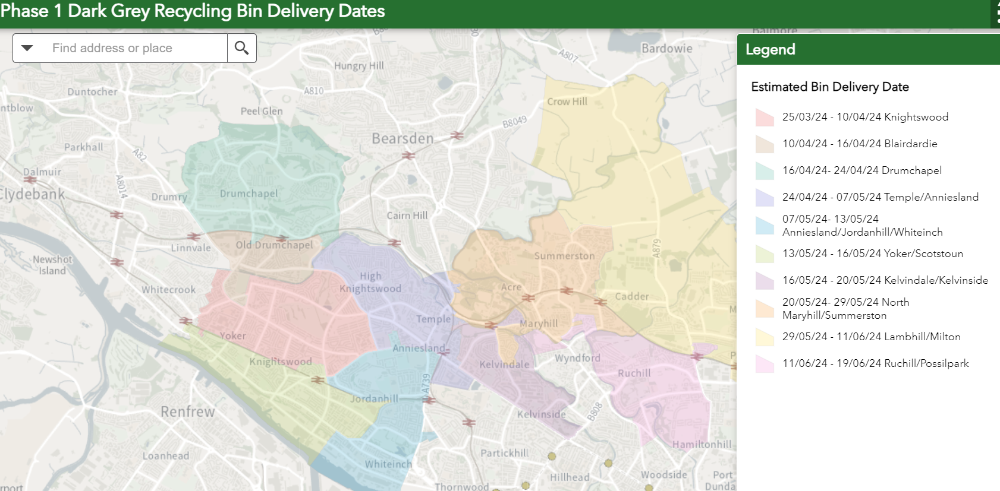 Phase 1 Dark Grey Recycling Bin Delivery Dates
Find address or place
Legend
Estimated Bin Delivery Date
25/03/24 - 10/04/24 Knightswood
10/04/24 - 16/04/24 Blairdardie
16/04/24- 24/04/24 Drumchapel
24/04/24 - 07/05/24 Temple/Anniesland
07/05/24- 13/05/24
Anniesland/Jordanhill/Whiteinch
13/05/24 - 16/05/24 Yoker/Scotstoun
16/05/24 - 20/05/24 Kelvindale/Kelvinside
20/05/24- 29/05/24 North
Maryhill/Summerston
29/05/24 - 11/06/24 Lambhill/Milton
11/06/24 - 19/06/24 Ruchill/Possilpark
Balmore
Bardowie
A807
Hungry Hill
Duntocher
A810
Crow Hill
ntblow
Peel Glen
B8049
Bearsden
Parkhall
A82
Dalmuir
A8014
Clydebank
Drumry
Drumchapel
Cairn Hill
Linnvale
Old Drumchapel
A879
Summerston
Newshot
Island
High
Knightswood
Whitecrook
Acre
Cadder
M
Temple
Maryhill
Yoker
Anniesland
P
Knightswood
Kelvindale
Wyndford
Ruchill
A739
Jordanhill
Renfrew
Kelvinside
B808
Hamiltonhill
Loanhead
Partickhill
Whiteinch
Hillhead
Woodside
Port
Dunda
Thornwood
rport